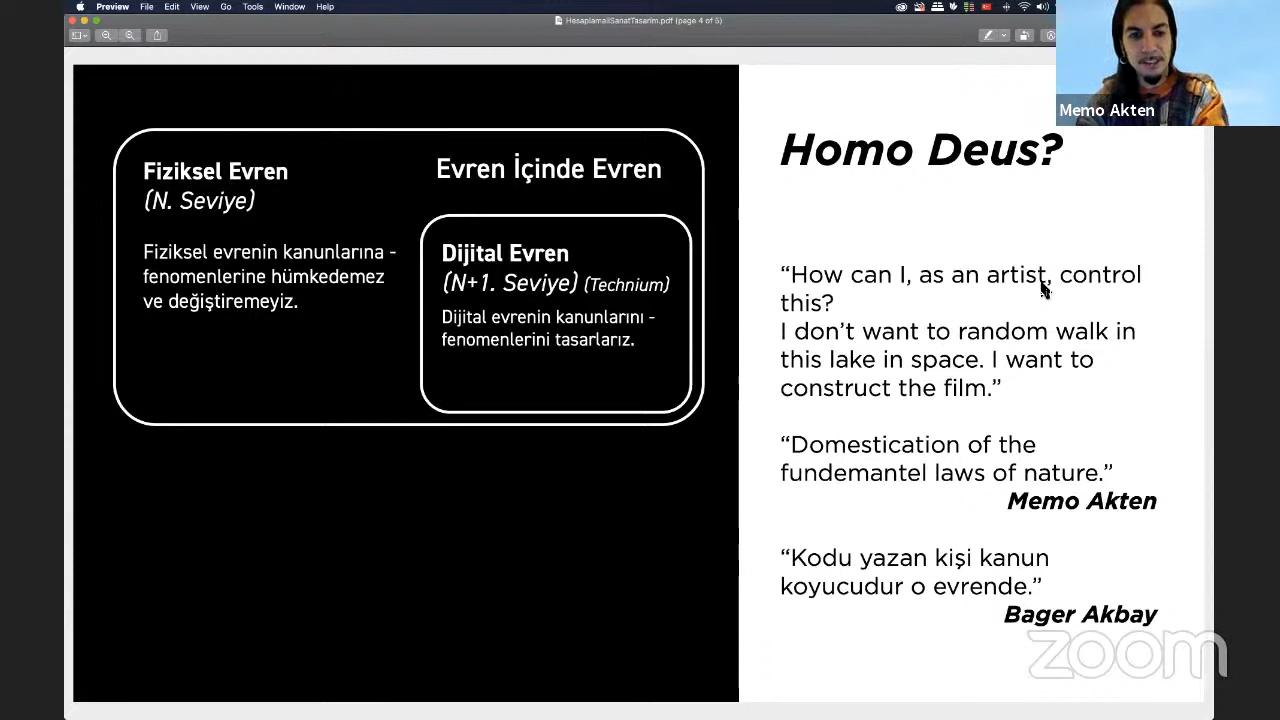 Preview File Edit View Go Tools Window Help
HesaplamaliSanatTasarim.pdf (page 4 of 5)
Memo Akten
Fiziksel Evren
(N. Seviye)
Fiziksel evrenin kanunlarına -
fenomenlerine hümkedemez
ve değiştiremeyiz.
Evren İçinde Evren
Dijital Evren
(N+1. Seviye) (Technium)
Dijital evrenin kanunlarını -
fenomenlerini tasarlarız.
Homo Deus?
“How can I, as an artist, control
this?
I don’t want to random walk in
this lake in space. I want to
construct the film.”
“Domestication of the
fundemantel laws of nature.”
Memo Akten
“Kodu yazan kişi kanun
koyucudur o evrende.”
Bager Akbay
zoom